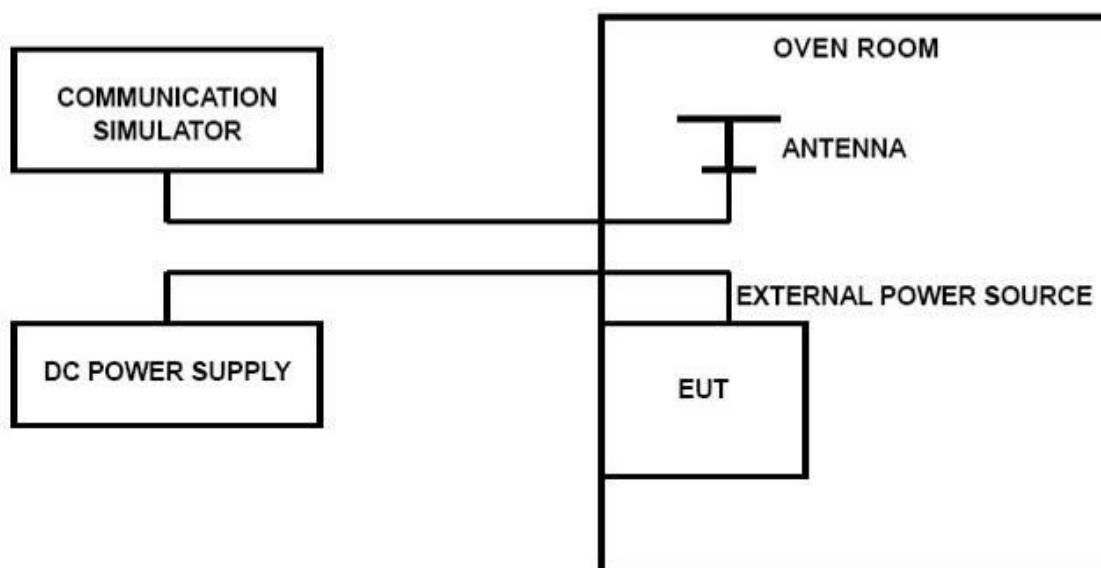 OVEN ROOM
COMMUNICATION
SIMULATOR
ANTENNA
EXTERNAL POWER SOURCE
DC POWER SUPPLY
EUT